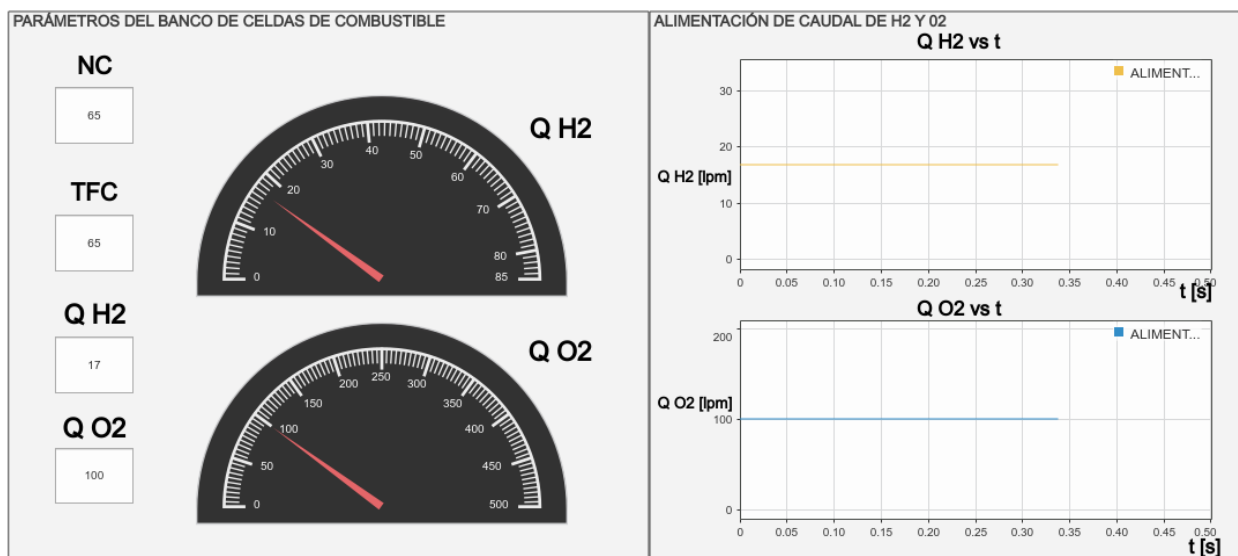 PARÁMETROS DEL BANCO DE CELDAS DE COMBUSTIBLE
NC
65
TFC
65
Q H2
17
Q O2
100
Q H2
0
10
20
30
40
50
60
70
80
85
Q O2
0
50
100
150
200
250
300
350
400
450
500
ALIMENTACIÓN DE CAUDAL DE H2 Y 02
Q H2 vs t
ALIMENT...
30
20
Q H2 [lpm]
10
0
0 0.05 0.10 0.15 0.20 0.25 0.30 0.35 0.40 0.45 0.50
t [s]
Q O2 vs t
ALIMENT...
200
Q O2 [lpm]
100
0
0 0.05 0.10 0.15 0.20 0.25 0.30 0.35 0.40 0.45 0.50
t [s]